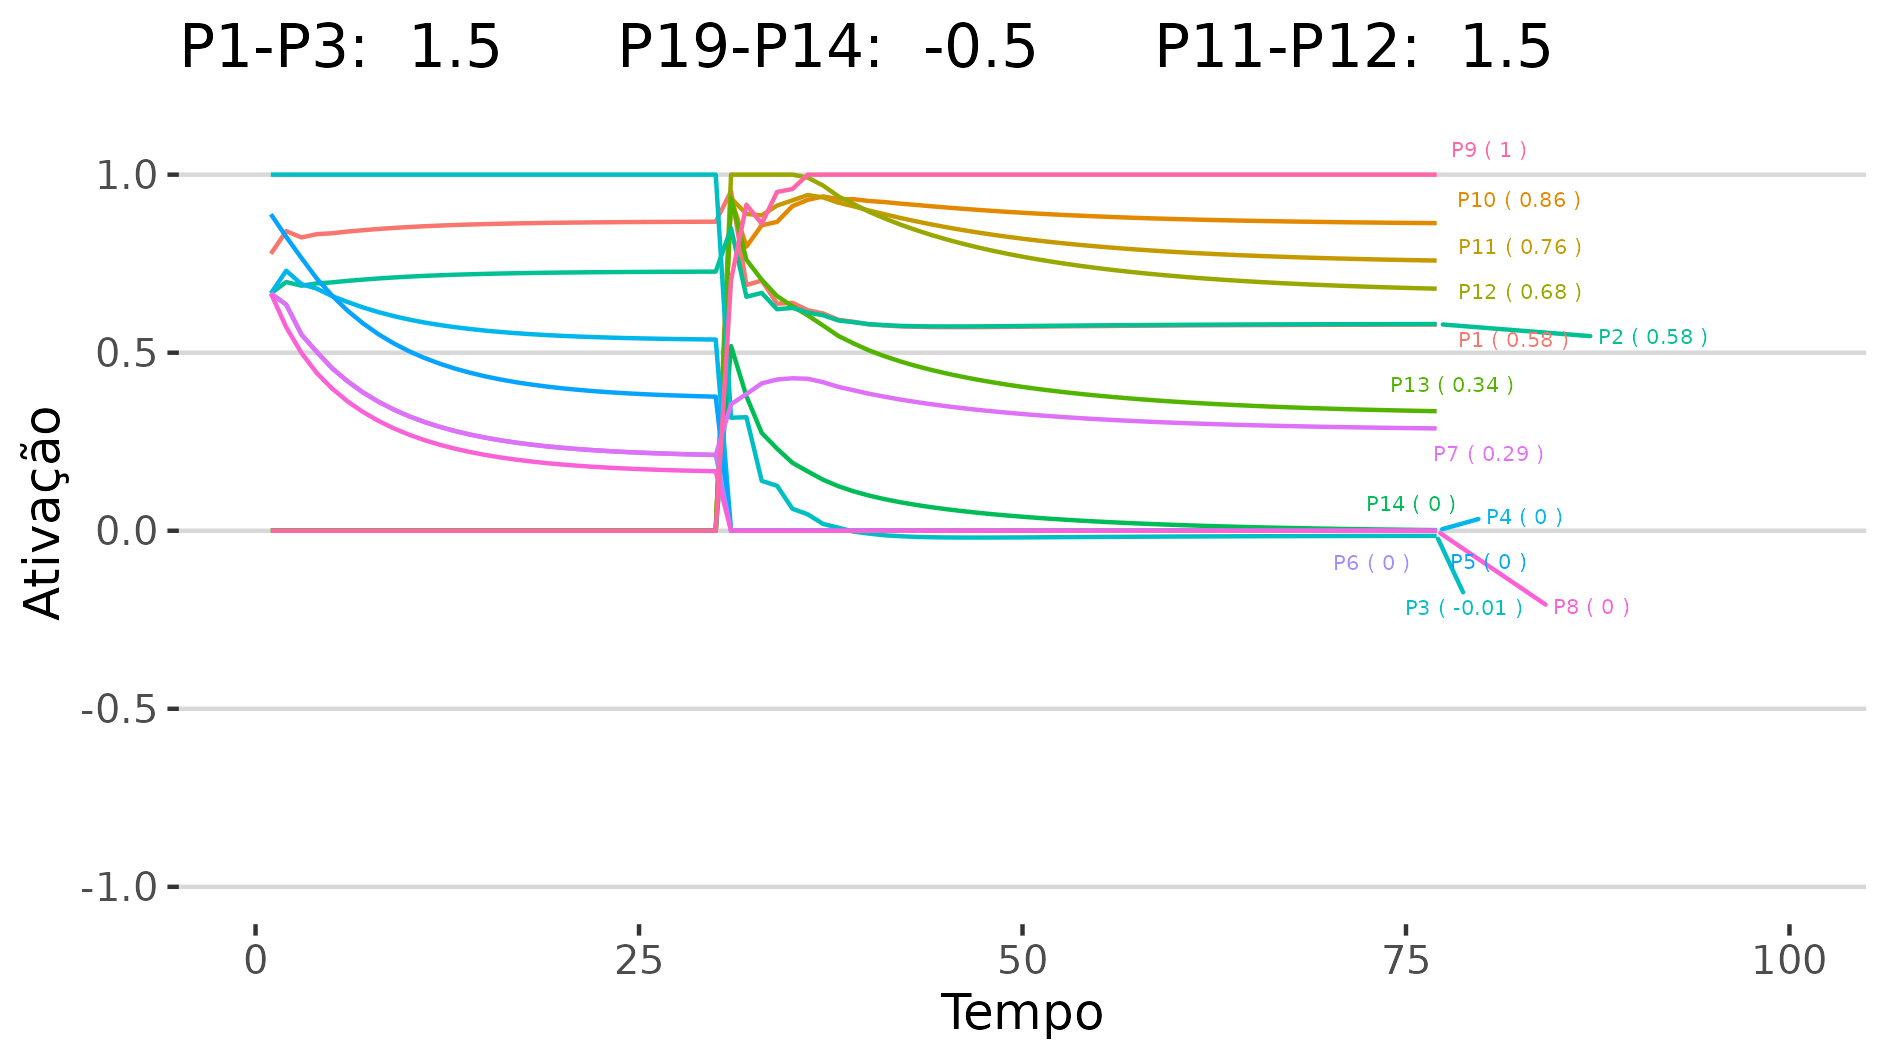 P1-P3:  1.5    P19-P14:  -0.5    P11-P12:  1.5
P9 ( 1 )
1.0
P10 ( 0.86 )
P11 ( 0.76 )
P12 ( 0.68 )
P2 ( 0.58 )
P1 ( 0.58 )
0.5
P13 ( 0.34 )
P7 ( 0.29 )
P14 ( 0 )
P4 ( 0 )
0.0
P6 ( 0 )
P5 ( 0 )
P3 ( -0.01 )
P8 ( 0 )
-0.5
-1.0
Ativação
0 25 50 75 100
Tempo